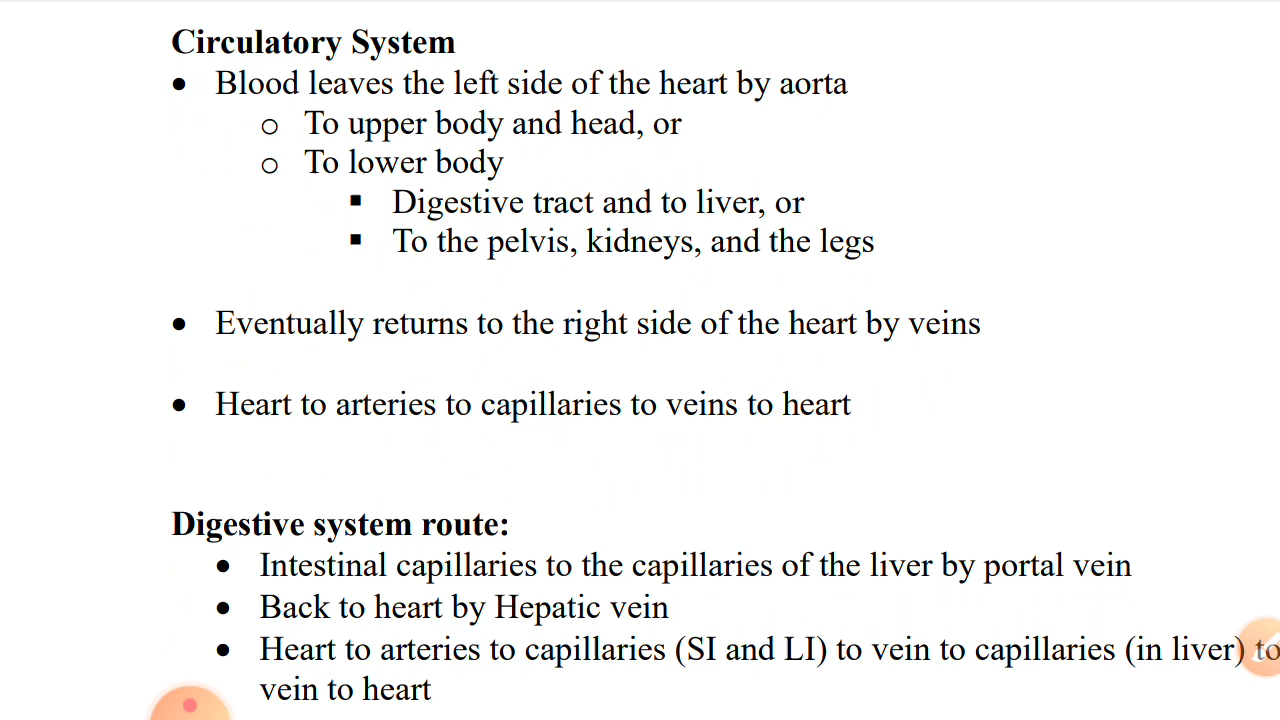 Circulatory System
• Blood leaves the left side of the heart by aorta
o To upper body and head, or
o To lower body
▪ Digestive tract and to liver, or
▪ To the pelvis, kidneys, and the legs
• Eventually returns to the right side of the heart by veins
• Heart to arteries to capillaries to veins to heart
Digestive system route:
• Intestinal capillaries to the capillaries of the liver by portal vein
• Back to heart by Hepatic vein
• Heart to arteries to capillaries (SI and LI) to vein to capillaries (in liver) to
vein to heart